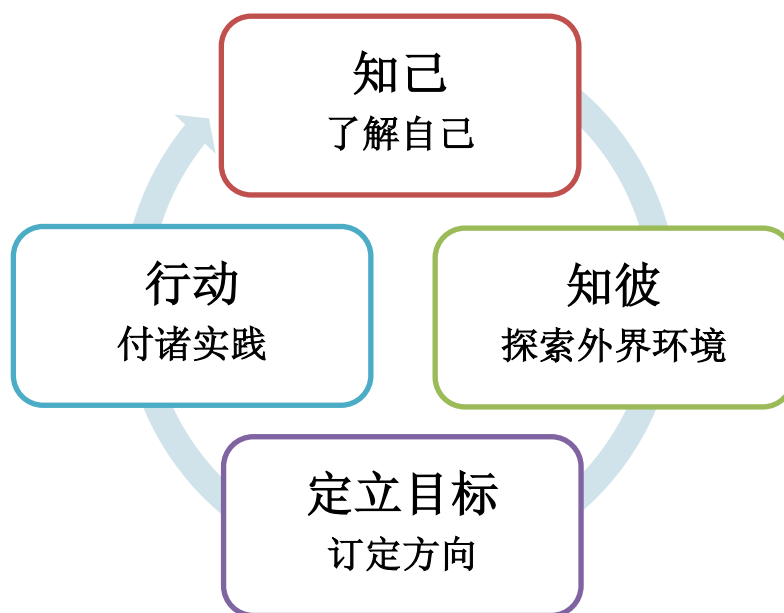 知己
了解自己
知彼
探索外界环境
定立目标
订定方向
行动
付诸实践